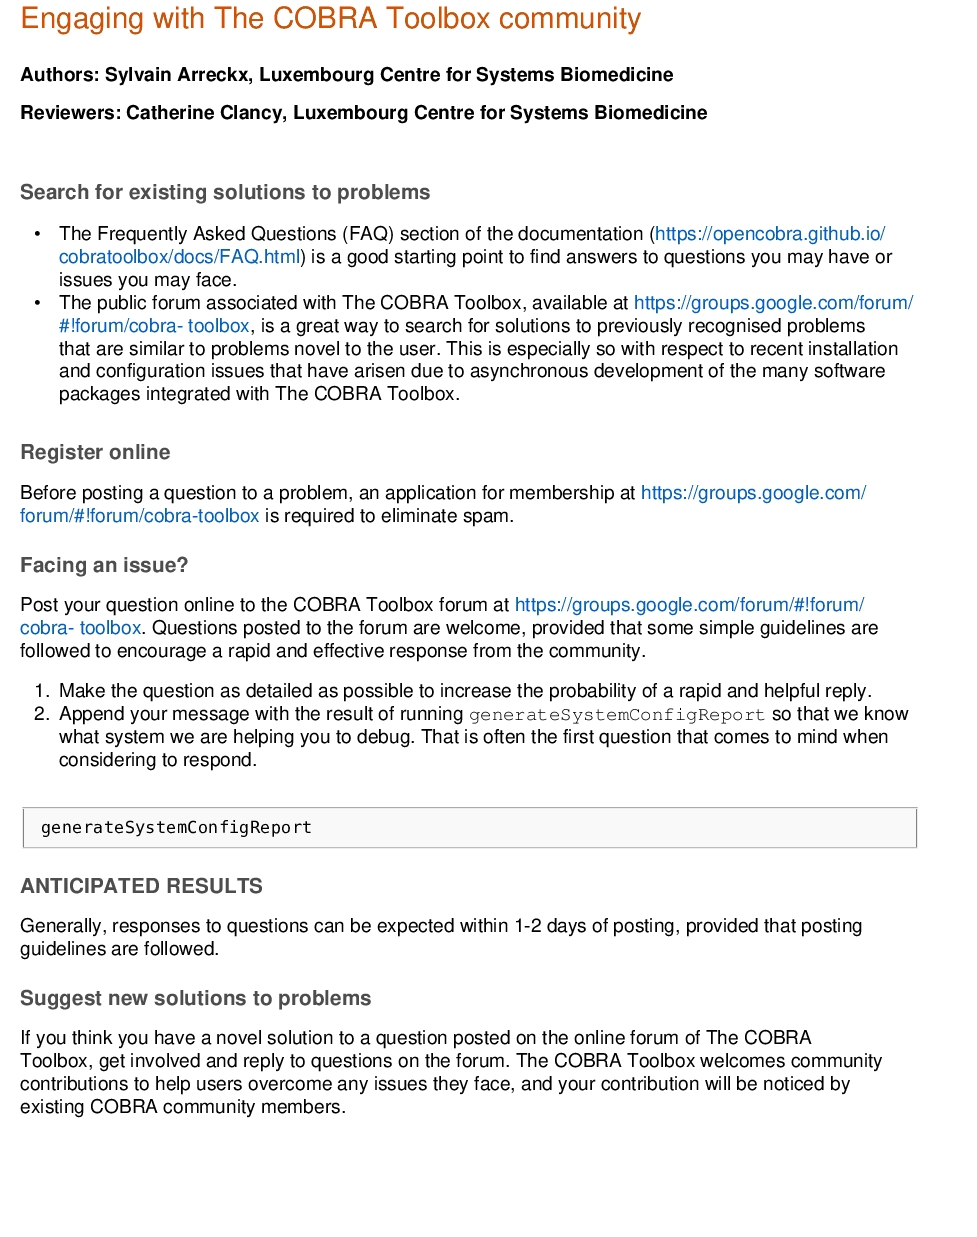 Engaging with The COBRA Toolbox community
Authors: Sylvain Arreckx, Luxembourg Centre for Systems Biomedicine
Reviewers: Catherine Clancy, Luxembourg Centre for Systems Biomedicine
Search for existing solutions to problems
• The Frequently Asked Questions (FAQ) section of the documentation (https://opencobra.github.io/
cobratoolbox/docs/FAQ.html) is a good starting point to find answers to questions you may have or
issues you may face.
• The public forum associated with The COBRA Toolbox, available at https://groups.google.com/forum/
#!forum/cobra- toolbox, is a great way to search for solutions to previously recognised problems
that are similar to problems novel to the user. This is especially so with respect to recent installation
and configuration issues that have arisen due to asynchronous development of the many software
packages integrated with The COBRA Toolbox.
Register online
Before posting a question to a problem, an application for membership at https://groups.google.com/
forum/#!forum/cobra-toolbox is required to eliminate spam.
Facing an issue?
Post your question online to the COBRA Toolbox forum at https://groups.google.com/forum/#!forum/
cobra- toolbox. Questions posted to the forum are welcome, provided that some simple guidelines are
followed to encourage a rapid and effective response from the community.
1. Make the question as detailed as possible to increase the probability of a rapid and helpful reply.
2. Append your message with the result of running generateSystemConfigReport so that we know
what system we are helping you to debug. That is often the first question that comes to mind when
considering to respond.
generateSystemConfigReport
ANTICIPATED RESULTS
Generally, responses to questions can be expected within 1-2 days of posting, provided that posting
guidelines are followed.
Suggest new solutions to problems
If you think you have a novel solution to a question posted on the online forum of The COBRA
Toolbox, get involved and reply to questions on the forum. The COBRA Toolbox welcomes community
contributions to help users overcome any issues they face, and your contribution will be noticed by
existing COBRA community members.